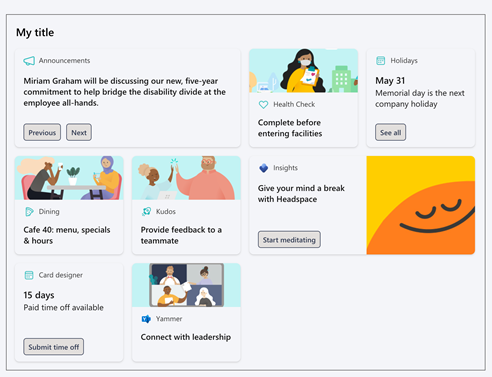 My title
Announcements
Miriam Graham will be discussing our new, five-year
commitment to help bridge the disability divide at the
employee all-hands.
Previous
Next
Health Check
Complete before
entering facilities
Holidays
May 31
Memorial day is the next
company holiday
See all
Dining
Cafe 40: menu, specials
& hours
Kudos
Provide feedback to a
teammate
Insights
Give your mind a break
with Headspace
Start meditating
Card designer
15 days
Paid time off available
Submit time off
Yammer
Connect with leadership